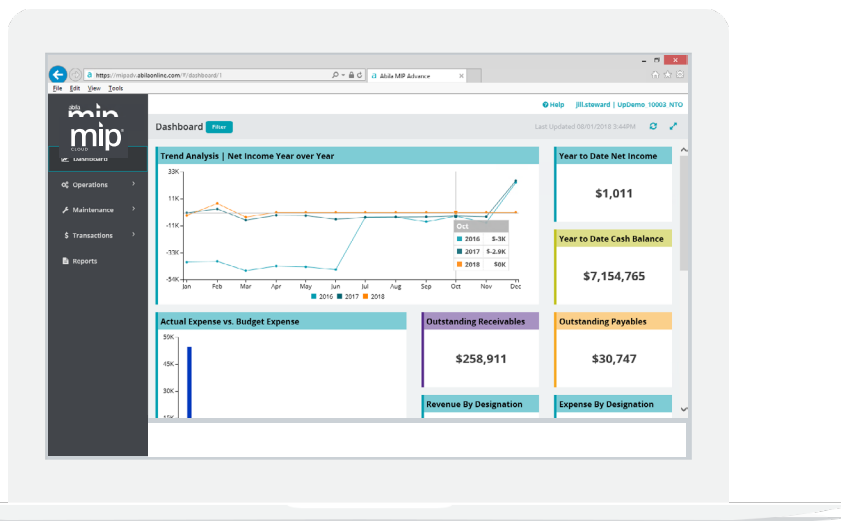 https://mipadv.abilaonline.com/#/dashboard/1
Abila MIP Advance
File Edit View Tools
Help jill.steward | UpDemo 10003 NTO
abila
mip
mip
CLOUD
Dashboard Filter
Last Updated 08/01/2018 3:44PM
Dashboard
Operations
Maintenance
$ Transactions
Reports
Trend Analysis | Net Income Year over Year
33K
11K
-11K
-33K
-54K
Jan Feb Mar Apr May Jun Jul Aug Sep Oct Nov Dec
2016 2017 2018
Oct
2016 $-3K
2017 $-2.9K
2018 $0K
Year to Date Net Income
$1,011
Year to Date Cash Balance
$7,154,765
Actual Expense vs. Budget Expense
59K
45K
30K
15K
Outstanding Receivables
$258,911
Outstanding Payables
$30,747
Revenue By Designation
Expense By Designation